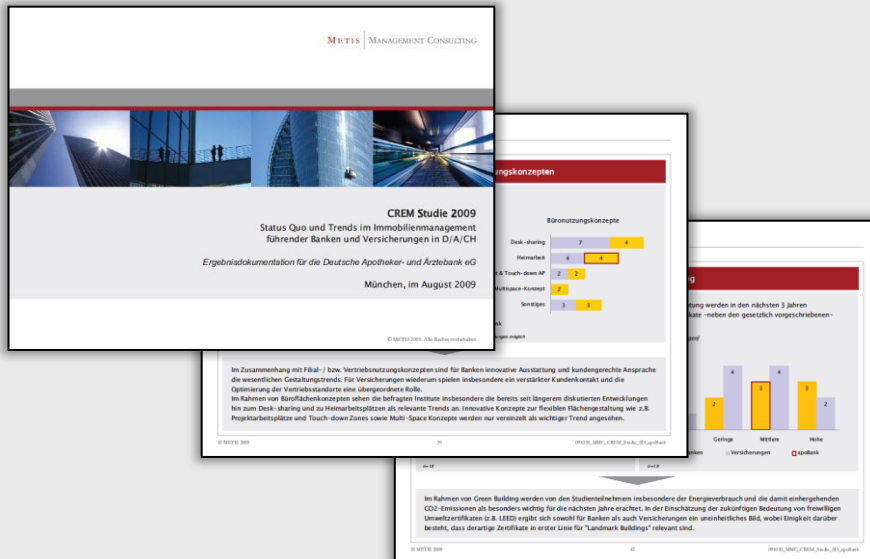 METIS MANAGEMENT CONSULTING
CREM Studie 2009
Status Quo und Trends im Immobilienmanagement
führender Banken und Versicherungen in D/A/CH
Ergebnisdokumentation für die Deutsche Apotheker- und Ärztebank eG
München, im August 2009
© METIS 2009. Alle Rechte vorbehalten
ungskonzepten
Büronutzungskonzepte
Desk-sharing 7 4
Heimarbeit 4 4
t & Touch-down AP 2 2
Multispace-Konzept 2
Sonstiges 3 3
Im Zusammenhang mit Filial-/ bzw. Vertriebsnutzungskonzepten sind für Banken innovative Ausstattung und kundengerechte Ansprache
die wesentlichen Gestaltungstrends. Für Versicherungen wiederum spielen insbesondere ein verstärkter Kundenkontakt und die
Optimierung der Vertriebsstandorte eine übergeordnete Rolle.
Im Rahmen von Büroflächenkonzepten sehen die befragten Institute insbesondere die bereits seit längerem diskutierten Entwicklungen
hin zum Desk-sharing und zu Heimarbeitsplätzen als relevante Trends an. Innovative Konzepte zur flexiblen Flächengestaltung wie z.B.
Projektarbeitsplätze und Touch-down Zones sowie Multi-Space Konzepte werden nur vereinzelt als wichtiger Trend angesehen.
© METIS 2009
tung werden in den nächsten 3 Jahren
kate -neben den gesetzlich vorgeschriebenen-
4 4
2 3 3 2
Geringe Mittlere Hohe
anken Versicherungen apoBank
Im Rahmen von Green Building werden von den Studienteilnehmern insbesondere der Energieverbrauch und die damit einhergehenden
CO2-Emissionen als besonders wichtig für die nächsten Jahre erachtet. In der Einschätzung der zukünftigen Bedeutung von freiwilligen
Umweltzertifikaten (z.B. LEED) ergibt sich sowohl für Banken als auch Versicherungen ein uneinheitliches Bild, wobei Einigkeit darüber
besteht, dass derartige Zertifikate in erster Linie für "Landmark Buildings" relevant sind.
© METIS 2009